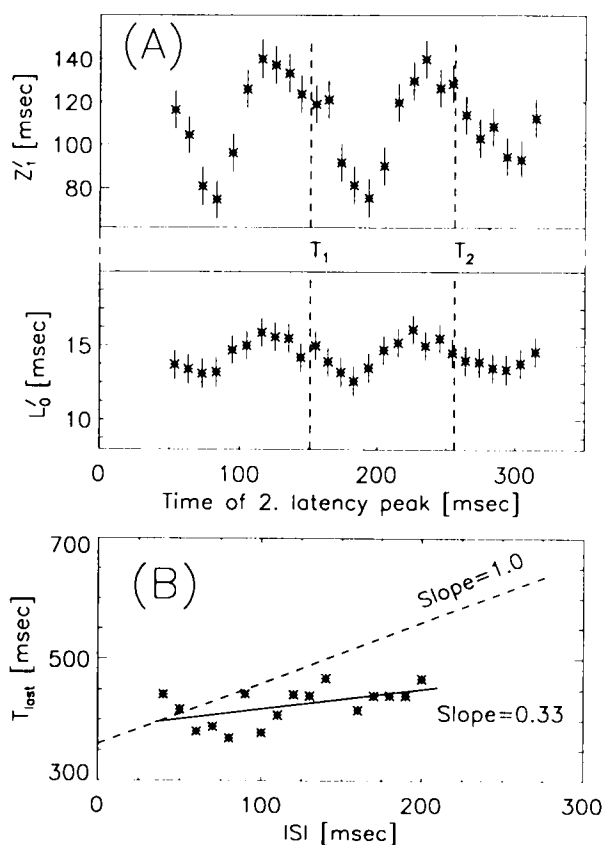 (A)
Z′₁ [msec]
140
120
100
80
T₁
T₂
L′₀ [msec]
15
10
0
100
200
300
Time of 2. latency peak [msec]
(B)
T_last [msec]
700
500
300
Slope=1.0
Slope=0.33
0
100
200
300
ISI [msec]